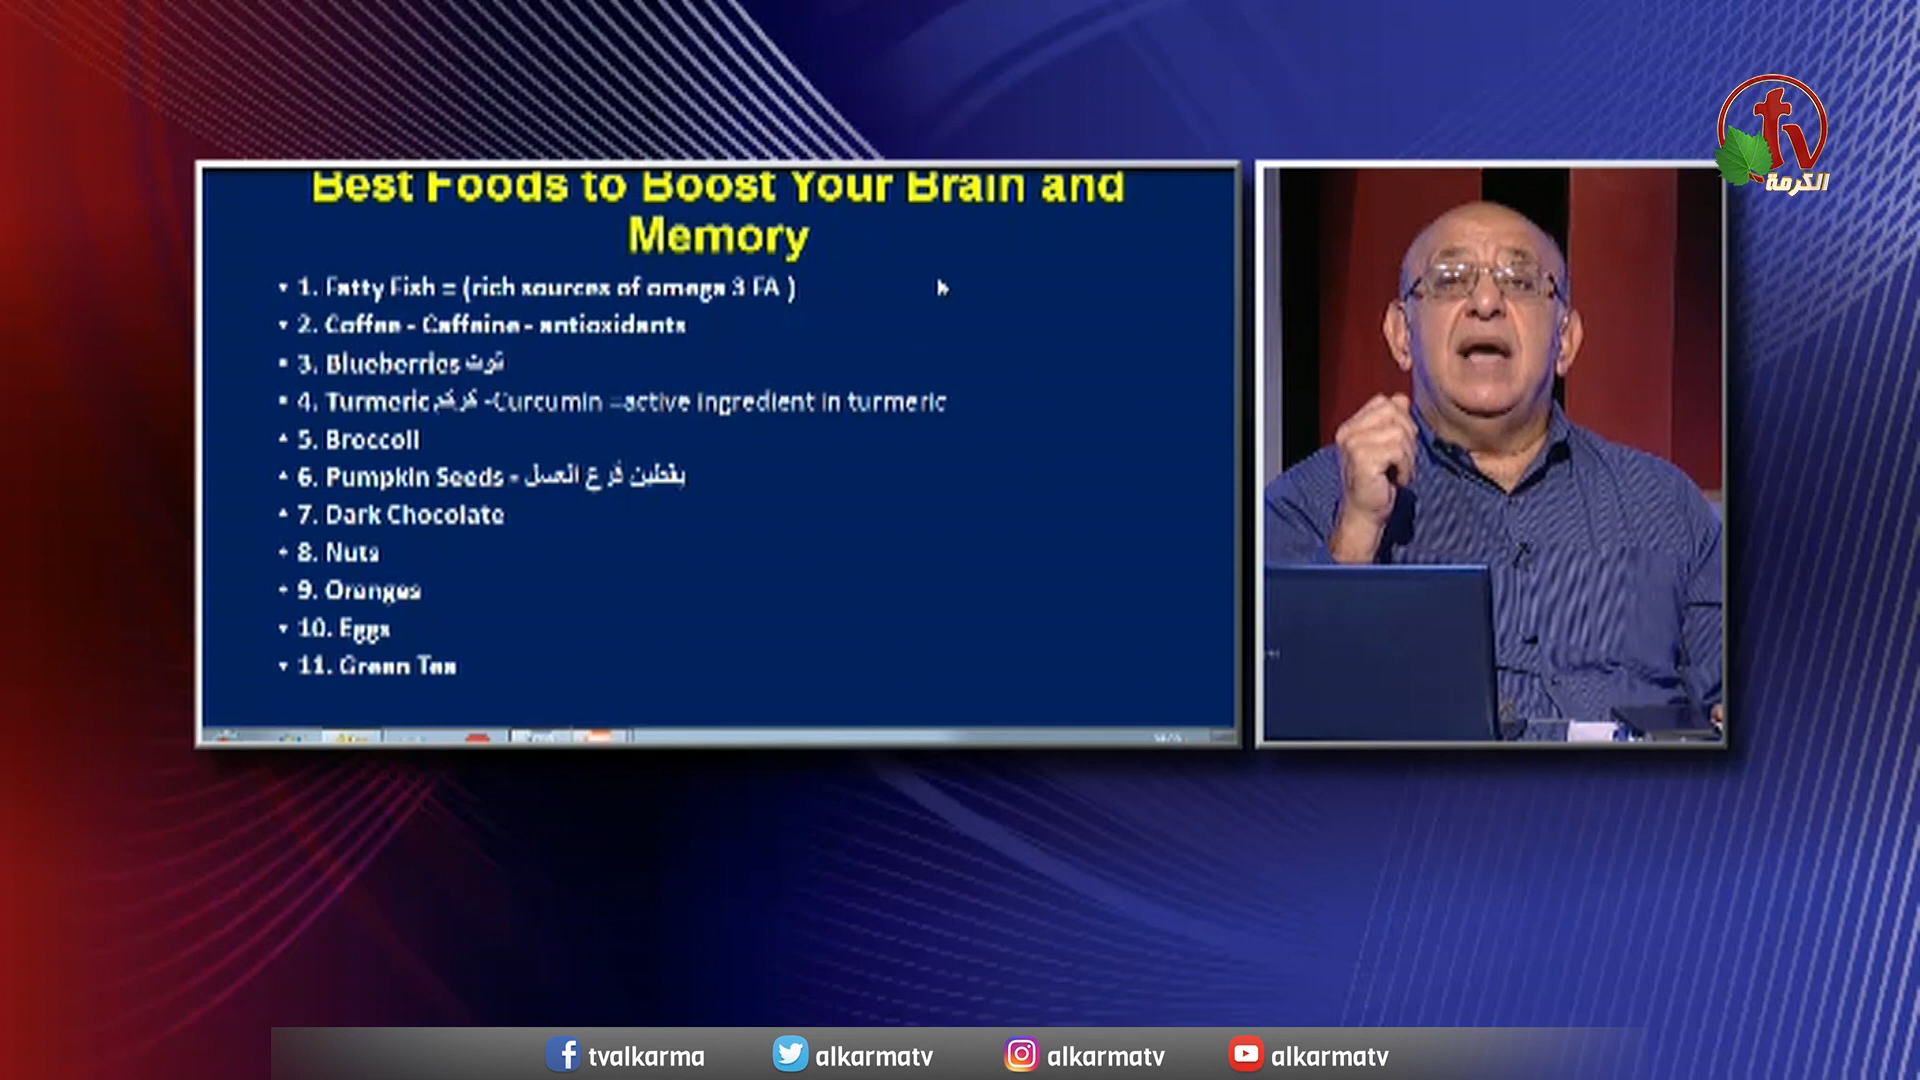 tv
الكرمة
Best Foods to Boost Your Brain and
Memory
1. Fatty Fish = (rich sources of omega 3 FA )
2. Coffee - Caffeine - antioxidants
3. Blueberries توت
4. Turmeric كركم -Curcumin =active ingredient in turmeric
5. Broccoli
6. Pumpkin Seeds - يقطين قرع العسل
7. Dark Chocolate
8. Nuts
9. Oranges
10. Eggs
11. Green Tea
tvalkarma
alkarmatv
alkarmatv
alkarmatv